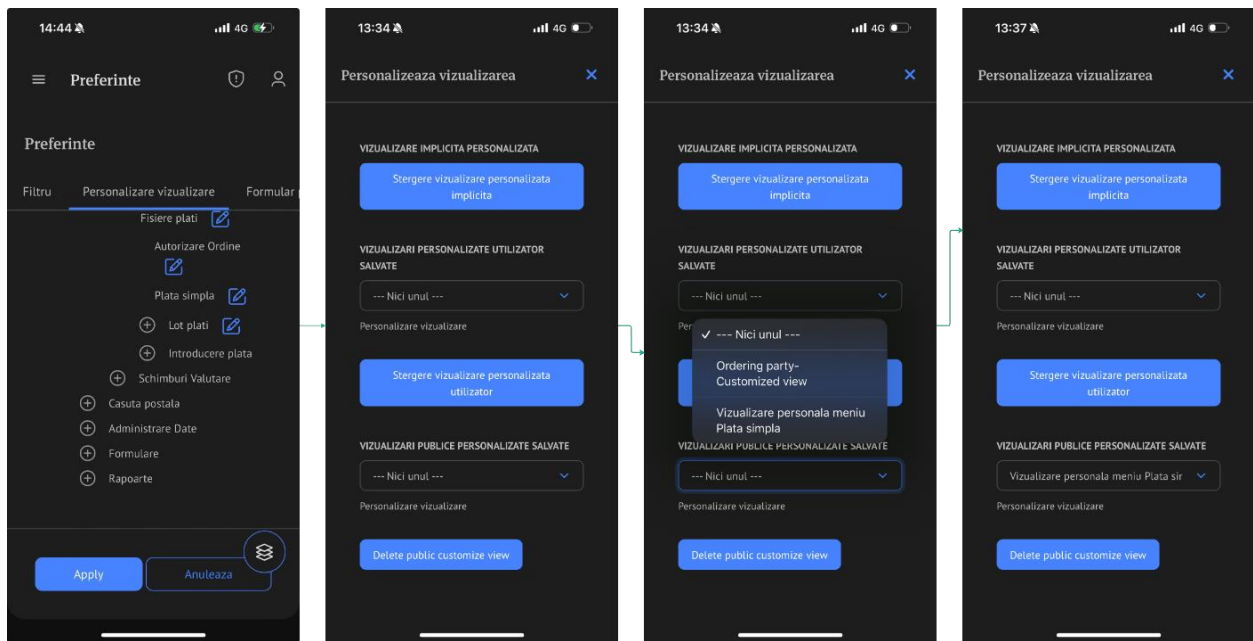 14:44
4G
Preferinte
Preferinte
Filtru
Personalizare vizualizare
Formular
Fisiere plati
Autorizare Ordine
Plata simpla
Lot plati
Introducere plata
Schimburi Valutare
Casuta postala
Administrare Date
Formulare
Rapoarte
Apply
Anuleaza
13:34
4G
Personalizeaza vizualizarea
VIZUALIZARE IMPLICITA PERSONALIZATA
Stergere vizualizare personalizata
implicita
VIZUALIZARI PERSONALIZATE UTILIZATOR
SALVATE
--- Nici unul ---
Personalizare vizualizare
Stergere vizualizare personalizata
utilizator
VIZUALIZARI PUBLICE PERSONALIZATE SALVATE
--- Nici unul ---
Personalizare vizualizare
Delete public customize view
13:34
4G
Personalizeaza vizualizarea
VIZUALIZARE IMPLICITA PERSONALIZATA
Stergere vizualizare personalizata
implicita
VIZUALIZARI PERSONALIZATE UTILIZATOR
SALVATE
--- Nici unul ---
Per
--- Nici unul ---
Ordering party-
Customized view
Vizualizare personala meniu
Plata simpla
VIZUALIZARI PUBLICE PERSONALIZATE SALVATE
--- Nici unul ---
Personalizare vizualizare
Delete public customize view
13:37
4G
Personalizeaza vizualizarea
VIZUALIZARE IMPLICITA PERSONALIZATA
Stergere vizualizare personalizata
implicita
VIZUALIZARI PERSONALIZATE UTILIZATOR
SALVATE
--- Nici unul ---
Personalizare vizualizare
Stergere vizualizare personalizata
utilizator
VIZUALIZARI PUBLICE PERSONALIZATE SALVATE
Vizualizare personala meniu Plata sir
Personalizare vizualizare
Delete public customize view